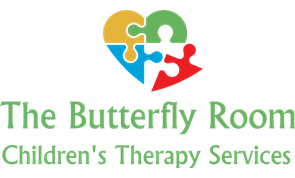 The Butterfly Room
Children's Therapy Services